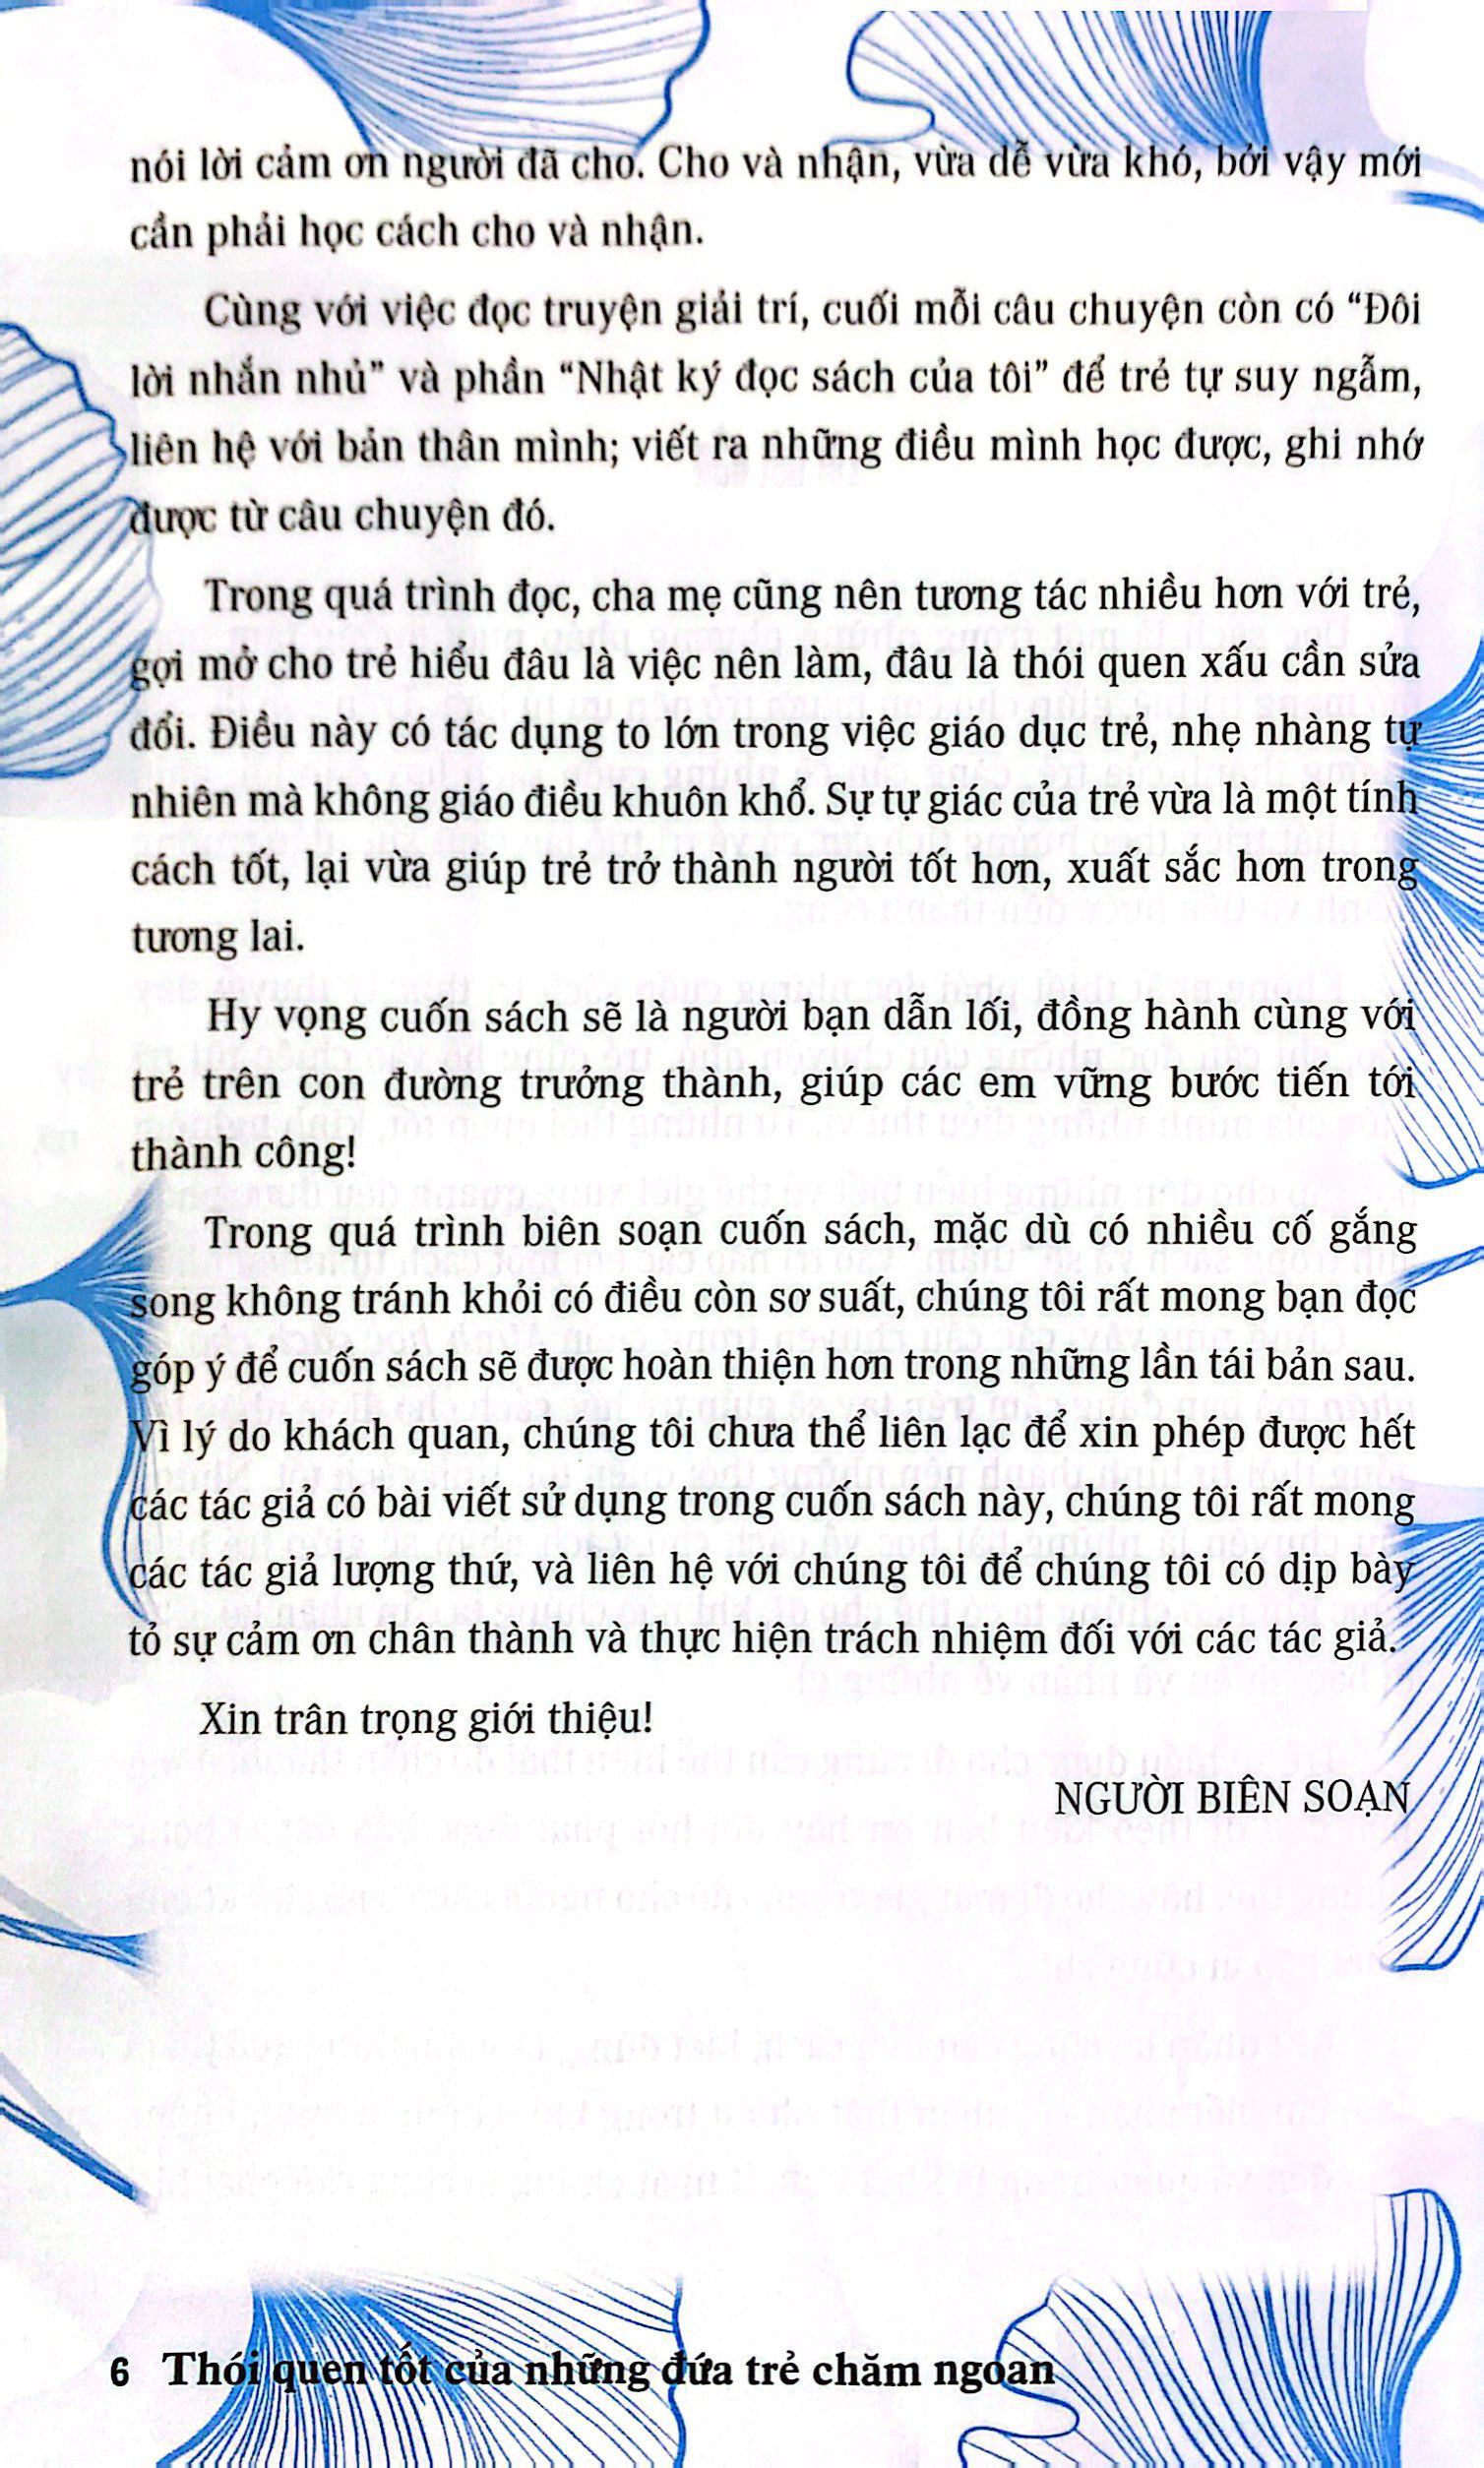 nói lời cảm ơn người đã cho. Cho và nhận, vừa dễ vừa khó, bởi vậy mới
cần phải học cách cho và nhận.
Cùng với việc đọc truyện giải trí, cuối mỗi câu chuyện còn có “Đôi
lời nhắn nhủ” và phần “Nhật ký đọc sách của tôi” để trẻ tự suy ngẫm,
liên hệ với bản thân mình; viết ra những điều mình học được, ghi nhớ
được từ câu chuyện đó.
Trong quá trình đọc, cha mẹ cũng nên tương tác nhiều hơn với trẻ,
gợi mở cho trẻ hiểu đâu là việc nên làm, đâu là thói quen xấu cần sửa
đổi. Điều này có tác dụng to lớn trong việc giáo dục trẻ, nhẹ nhàng tự
nhiên mà không giáo điều khuôn khổ. Sự tự giác của trẻ vừa là một tính
cách tốt, lại vừa giúp trẻ trở thành người tốt hơn, xuất sắc hơn trong
tương lai.
Hy vọng cuốn sách sẽ là người bạn dẫn lối, đồng hành cùng với
trẻ trên con đường trưởng thành, giúp các em vững bước tiến tới
thành công!
Trong quá trình biên soạn cuốn sách, mặc dù có nhiều cố gắng
song không tránh khỏi có điều còn sơ suất, chúng tôi rất mong bạn đọc
góp ý để cuốn sách sẽ được hoàn thiện hơn trong những lần tái bản sau.
Vì lý do khách quan, chúng tôi chưa thể liên lạc để xin phép được hết
các tác giả có bài viết sử dụng trong cuốn sách này, chúng tôi rất mong
các tác giả lượng thứ, và liên hệ với chúng tôi để chúng tôi có dịp bày
tỏ sự cảm ơn chân thành và thực hiện trách nhiệm đối với các tác giả.
Xin trân trọng giới thiệu!
NGƯỜI BIÊN SOẠN
6 Thói quen tốt của những đứa trẻ chăm ngoan